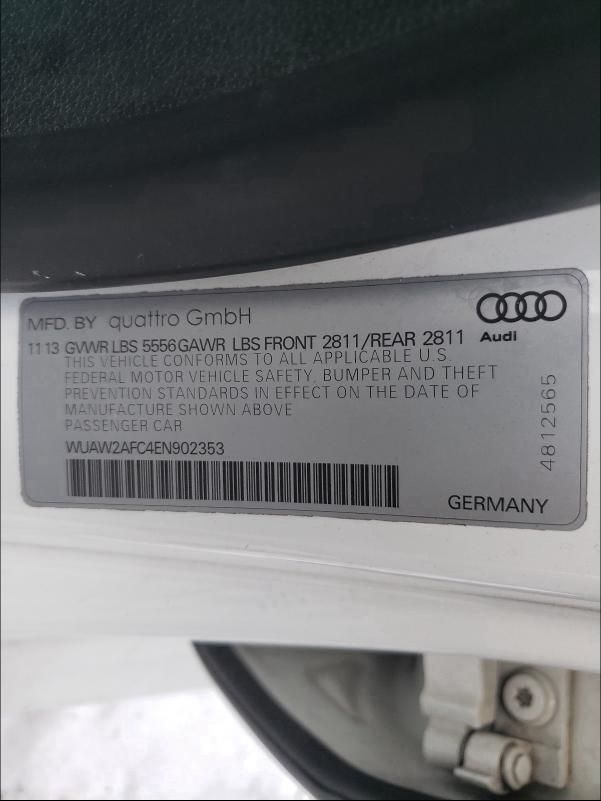 MFD. BY quattro GmbH
11 13 GVWR LBS 5556 GAWR LBS FRONT 2811/REAR 2811
Audi
THIS VEHICLE CONFORMS TO ALL APPLICABLE U.S.
FEDERAL MOTOR VEHICLE SAFETY, BUMPER AND THEFT
PREVENTION STANDARDS IN EFFECT ON THE DATE OF
MANUFACTURE SHOWN ABOVE
PASSENGER CAR
WUAW2AFC4EN902353
GERMANY
4812565